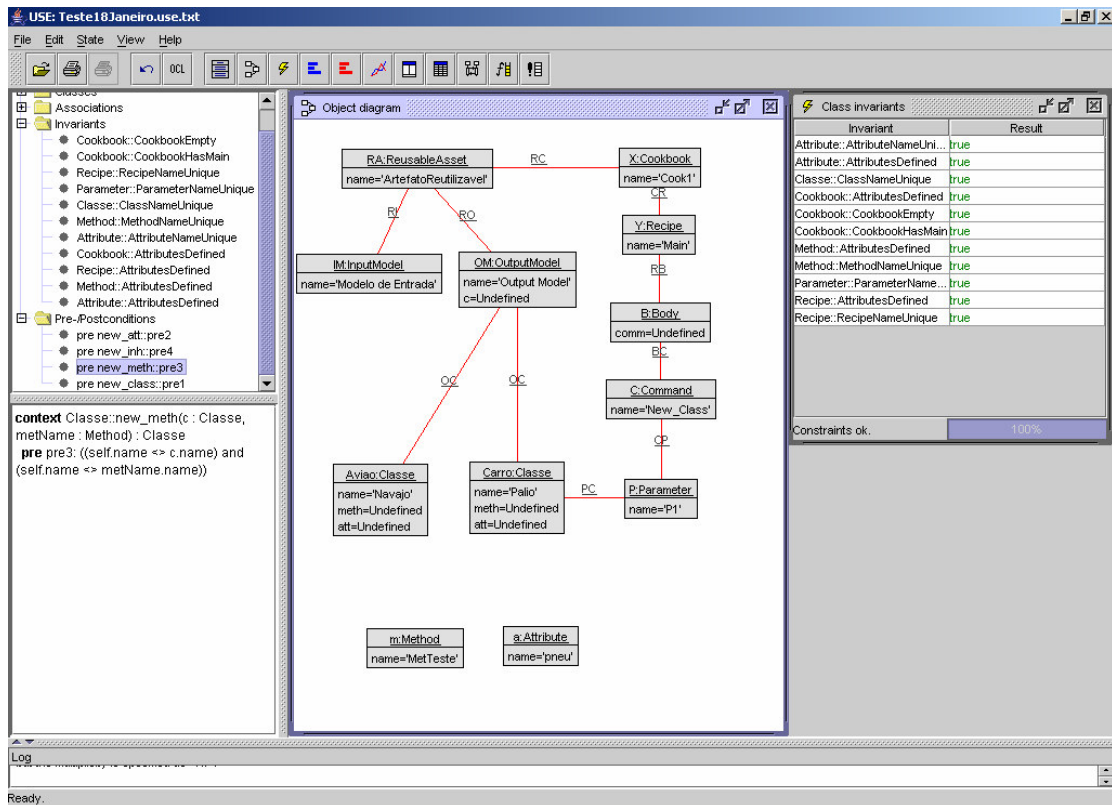 USE: Teste18Janeiro.use.txt
File Edit State View Help
OCL
Classes
Associations
Invariants
Cookbook::CookbookEmpty
Cookbook::CookbookHasMain
Recipe::RecipeNameUnique
Parameter::ParameterNameUnique
Classe::ClasseNameUnique
Method::MethodNameUnique
Attribute::AttributeNameUnique
Cookbook::AttributesDefined
Recipe::AttributesDefined
Method::AttributesDefined
Attribute::AttributesDefined
Pre-/Postconditions
pre new_att::pre2
pre new_inh::pre4
pre new_meth::pre3
pre new_class::pre1
context Classe::new_meth(c : Classe,
metName : Method) : Classe
pre pre3: ((self.name <> c.name) and
(self.name <> metName.name))
Object diagram
RA:ReusableAsset
name='ArtefatoReutilizavel'
RC
X:Cookbook
name='Cook1'
RI
RO
CR
Y:Recipe
name='Main'
IM:InputModel
name='Modelo de Entrada'
OM:OutputModel
name='Output Model'
c=Undefined
RB
B:Body
comm=Undefined
BC
OC
OC
C:Command
name='New_Class'
CP
Aviao:Classe
name='Navajo'
meth=Undefined
att=Undefined
Carro:Classe
name='Palio'
meth=Undefined
att=Undefined
PC
P:Parameter
name='P1'
m:Method
name='MetTeste'
a:Attribute
name='pneu'
Class invariants
Invariant Result
Attribute::AttributeNameUni... true
Attribute::AttributesDefined true
Classe::ClassNameUnique true
Cookbook::AttributesDefined true
Cookbook::CookbookEmpty true
Cookbook::CookbookHasMain true
Method::AttributesDefined true
Method::MethodNameUnique true
Parameter::ParameterName... true
Recipe::AttributesDefined true
Recipe::RecipeNameUnique true
Constraints ok. 100%
Log
Ready.